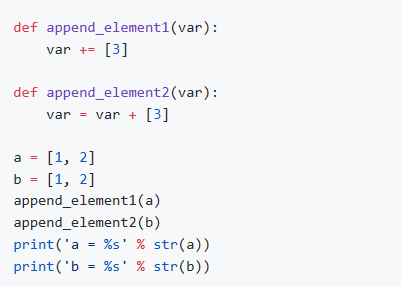 def append_element1(var):
    var += [3]

def append_element2(var):
    var = var + [3]

a = [1, 2]
b = [1, 2]
append_element1(a)
append_element2(b)
print('a = %s' % str(a))
print('b = %s' % str(b))